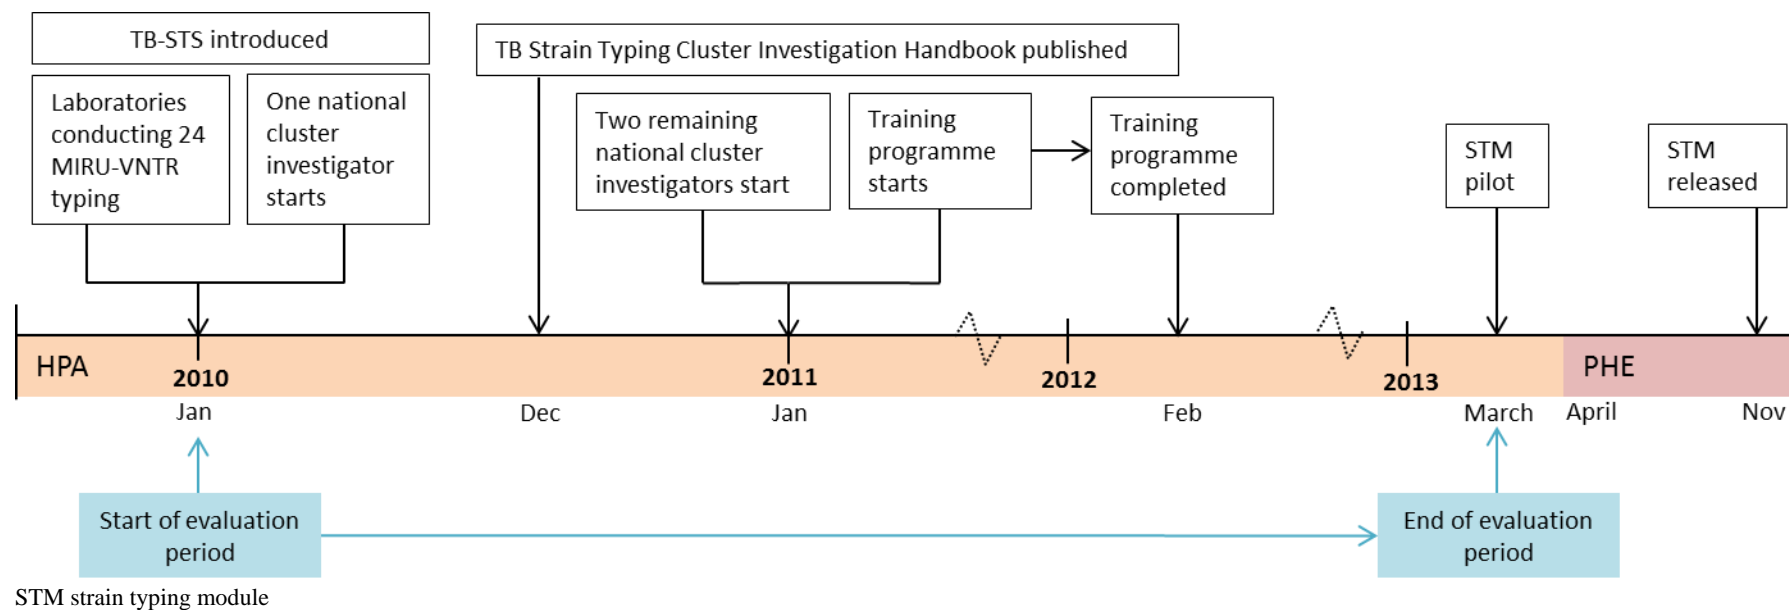 TB-STS introduced
Laboratories
conducting 24
MIRU-VNTR
typing
One national
cluster
investigator
starts
TB Strain Typing Cluster Investigation Handbook published
Two remaining
national cluster
investigators start
Training
programme
starts
Training
programme
completed
STM
pilot
STM
released
HPA
2010
2011
2012
2013
PHE
Jan
Dec
Jan
Feb
March
April
Nov
Start of evaluation
period
End of evaluation
period
STM strain typing module